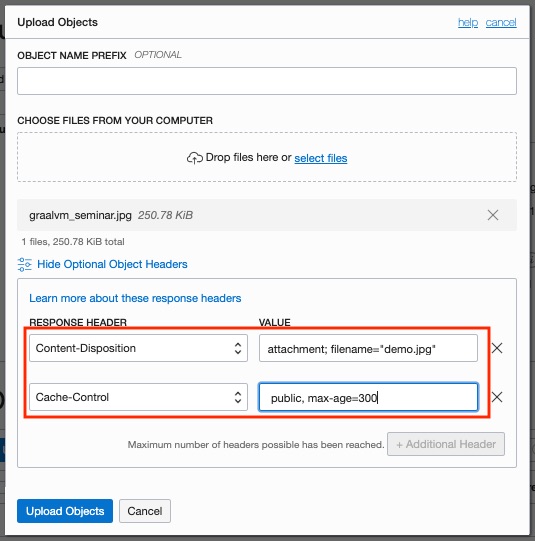 Upload Objects
help cancel
OBJECT NAME PREFIX OPTIONAL
CHOOSE FILES FROM YOUR COMPUTER
Drop files here or select files
graalvm_seminar.jpg 250.78 KiB
1 files, 250.78 KiB total
Hide Optional Object Headers
Learn more about these response headers
RESPONSE HEADER VALUE
Content-Disposition attachment; filename="demo.jpg"
Cache-Control public, max-age=300
Maximum number of headers possible has been reached. + Additional Header
Upload Objects Cancel